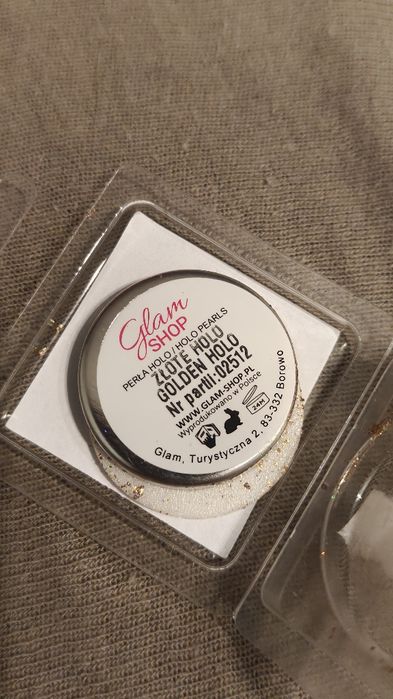 Glam
SHOP
PERŁA HOLO / HOLO PEARLS
ZŁOTE HOLO
GOLDEN HOLO
Nr partii:02512
WWW.GLAM-SHOP.PL
Wyprodukowano w Polsce
24M
Glam, Turystyczna 2, 83-332 Borowo